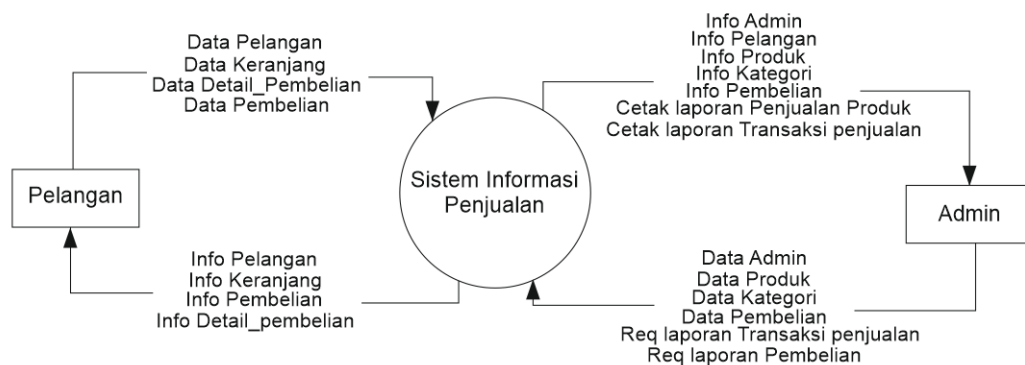 Data Pelangan
Data Keranjang
Data Detail_Pembelian
Data Pembelian
Info Admin
Info Pelangan
Info Produk
Info Kategori
Info Pembelian
Cetak laporan Penjualan Produk
Cetak laporan Transaksi penjualan
Pelangan
Sistem Informasi
Penjualan
Admin
Info Pelangan
Info Keranjang
Info Pembelian
Info Detail_pembelian
Data Admin
Data Produk
Data Kategori
Data Pembelian
Req laporan Transaksi penjualan
Req laporan Pembelian